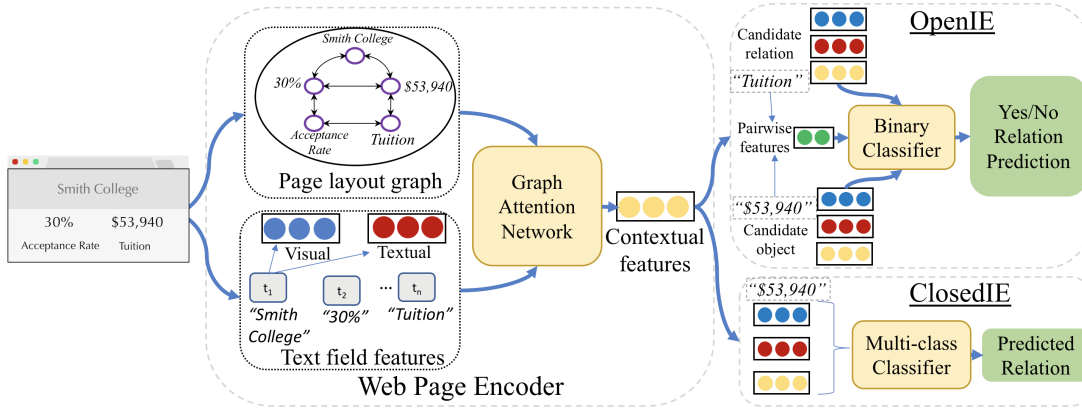 Smith College
30%
$53,940
Acceptance Rate
Tuition
Smith College
30%
$53,940
Acceptance
Rate
Tuition
Page layout graph
Visual
Textual
t1
t2
...
tn
“Smith
College”
“30%”
“Tuition”
Text field features
Graph
Attention
Network
Contextual
features
Web Page Encoder
OpenIE
Candidate
relation
“Tuition”
Pairwise
features
Binary
Classifier
Yes/No
Relation
Prediction
“$53,940”
Candidate
object
ClosedIE
“$53,940”
Multi-class
Classifier
Predicted
Relation